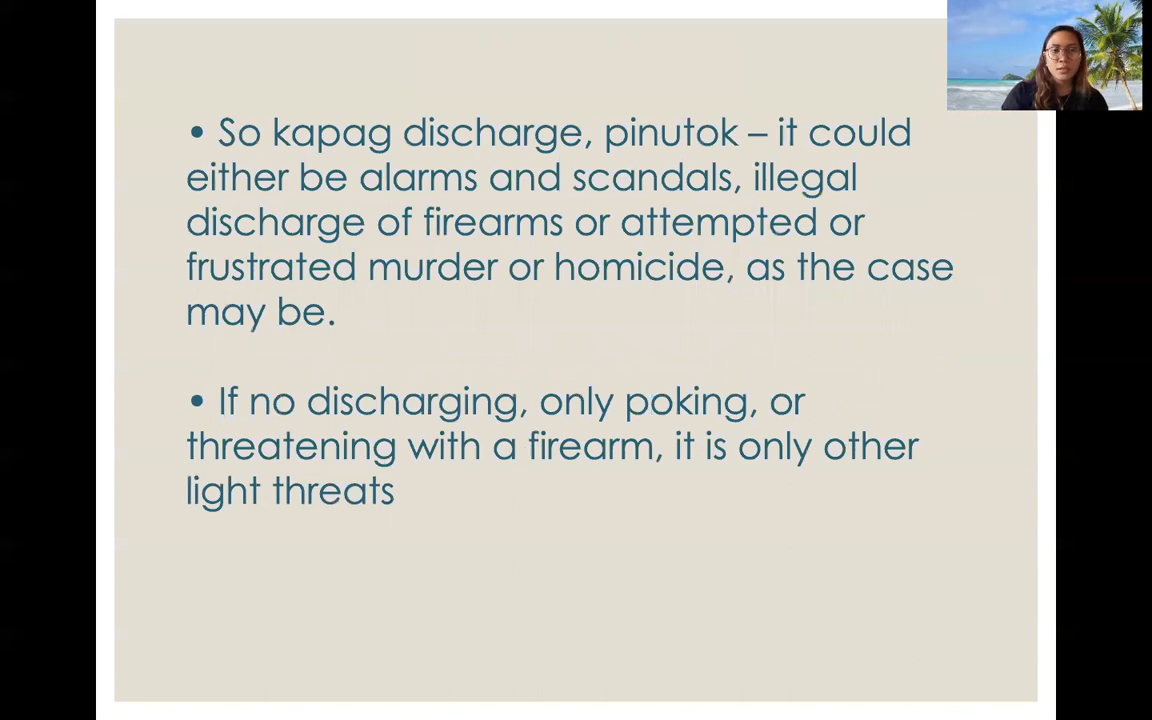 • So kapag discharge, pinutok – it could
either be alarms and scandals, illegal
discharge of firearms or attempted or
frustrated murder or homicide, as the case
may be.
• If no discharging, only poking, or
threatening with a firearm, it is only other
light threats